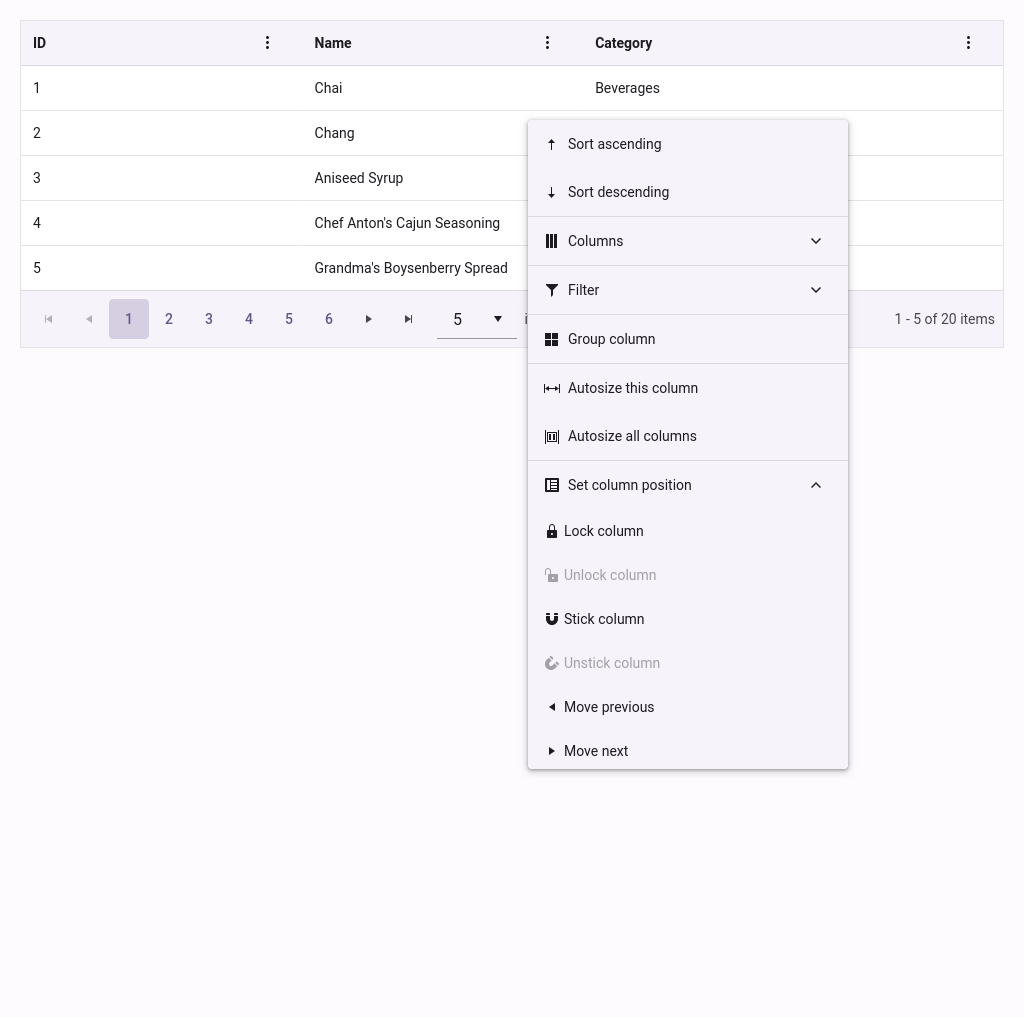 ID Name Category
1 Chai Beverages
2 Chang
3 Aniseed Syrup
4 Chef Anton's Cajun Seasoning
5 Grandma's Boysenberry Spread
1 2 3 4 5 6 5 1 - 5 of 20 items
Sort ascending
Sort descending
Columns
Filter
Group column
Autosize this column
Autosize all columns
Set column position
Lock column
Unlock column
Stick column
Unstick column
Move previous
Move next